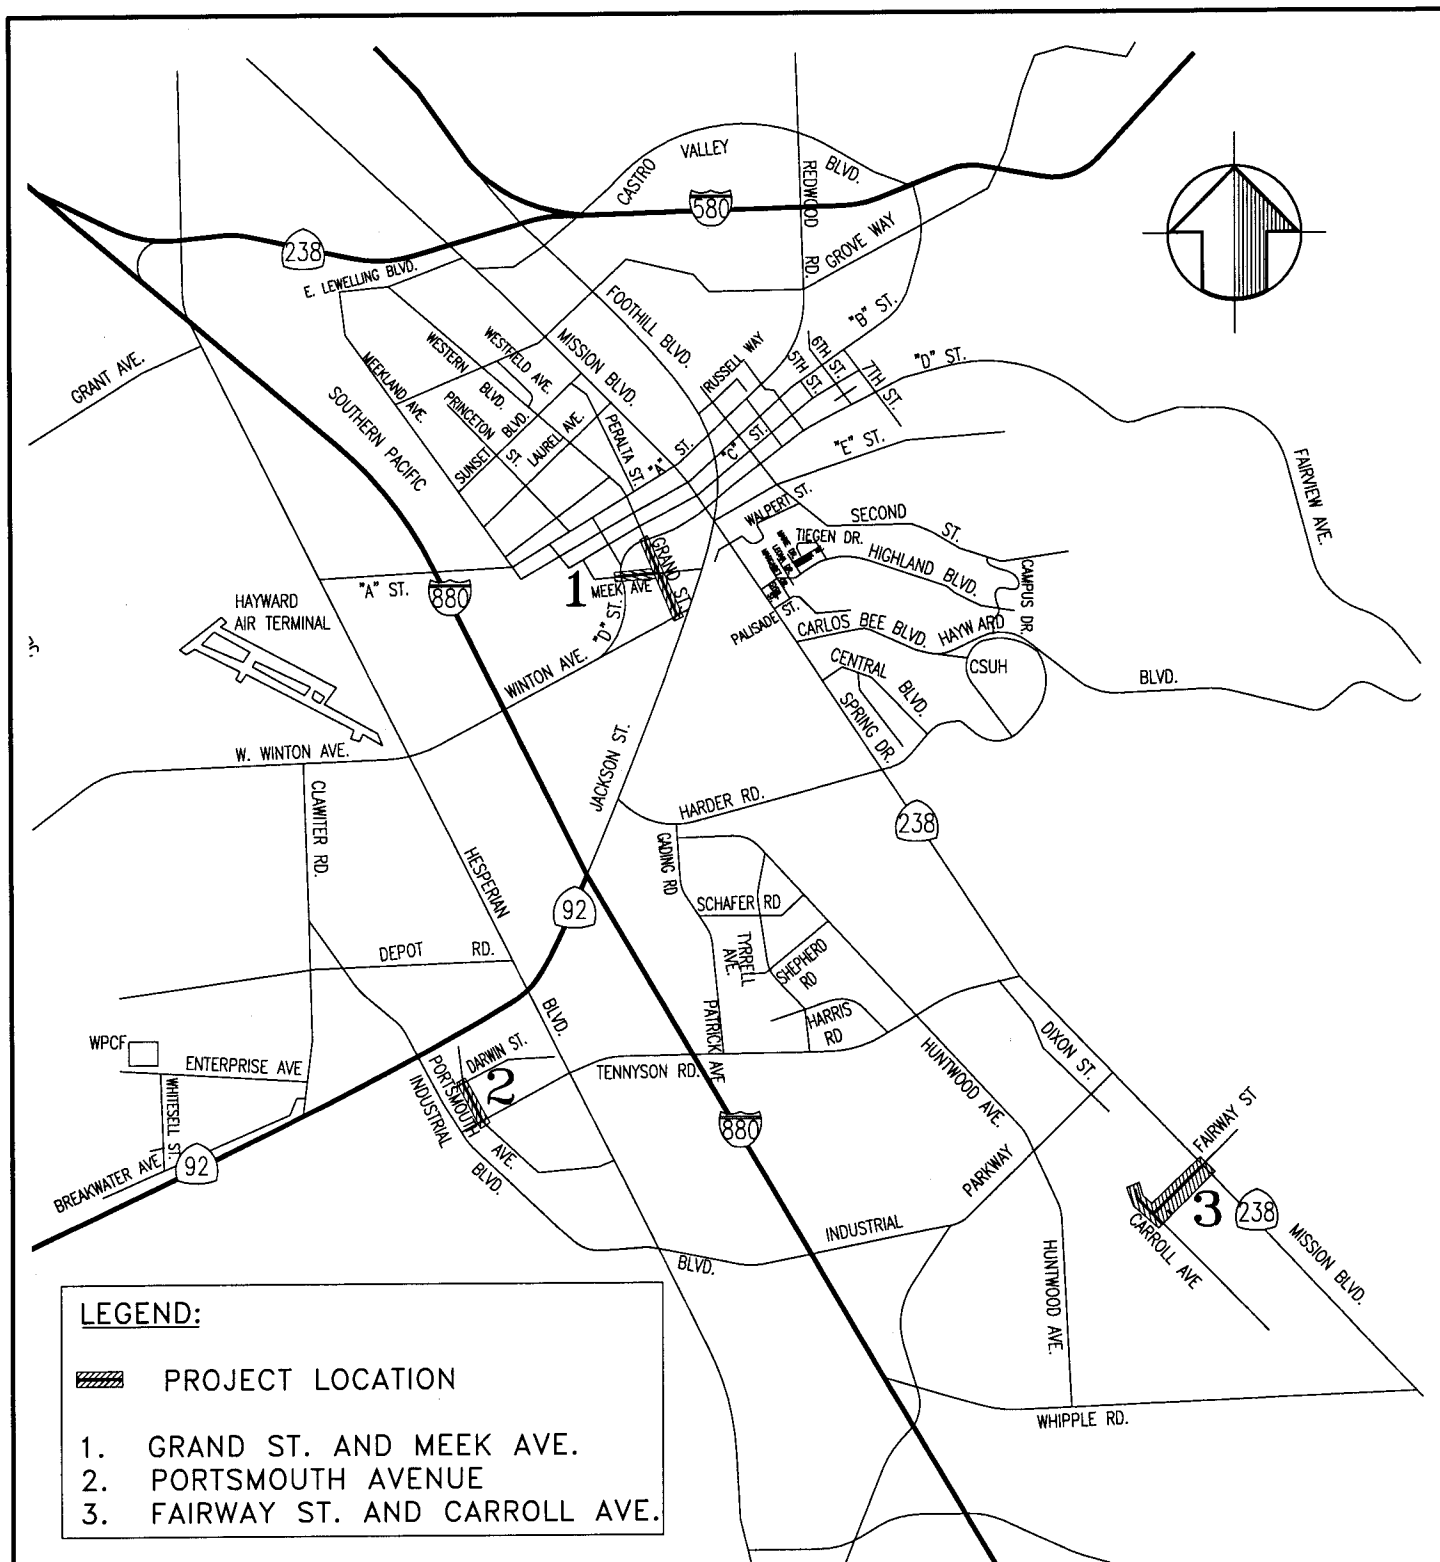 CASTRO VALLEY BLVD.
REDWOOD RD.
580
238
GROVE WAY
E. LEWELLING BLVD.
FOOTHILL BLVD.
"B" ST.
GRANT AVE.
WESTERN BLVD.
WESTFIELD AVE.
MISSION BLVD.
RUSSELL WAY
5TH ST.
6TH ST.
7TH ST.
"D" ST.
MEEKLAND AVE.
SOUTHERN PACIFIC
PRINCETON ST.
SUNSET BLVD.
LAUREL AVE.
PERALTA ST.
"A" ST.
"C" ST.
"E" ST.
FAIRVIEW AVE.
WALPERT ST.
SECOND ST.
TIEGEN DR.
HIGHLAND BLVD.
CAMPUS DR.
GRAND ST.
1
MEEK AVE
"A" ST.
880
HAYWARD
AIR TERMINAL
"D" ST.
PALISADE ST.
CARLOS BEE BLVD.
HAYWARD BLVD.
CSUH
WINTON AVE.
CENTRAL BLVD.
SPRING DR.
W. WINTON AVE.
JACKSON ST.
CLAWITER RD.
HARDER RD.
238
GADING RD
HESPERIAN BLVD.
92
SCHAFER RD
TYRRELL AVE.
SHEPHERD RD
DEPOT RD.
PATRICK AVE
HARRIS RD
WPCF
ENTERPRISE AVE
WHITESELL ST.
DARWIN ST.
PORTSMOUTH AVE.
2
TENNYSON RD.
HUNTWOOD AVE.
DIXON ST.
INDUSTRIAL BLVD.
880
FAIRWAY ST
BREAKWATER AVE
92
INDUSTRIAL PARKWAY
3
238
CARROLL AVE
MISSION BLVD.
BLVD.
HUNTWOOD AVE.
WHIPPLE RD.
LEGEND:
PROJECT LOCATION
1. GRAND ST. AND MEEK AVE.
2. PORTSMOUTH AVENUE
3. FAIRWAY ST. AND CARROLL AVE.